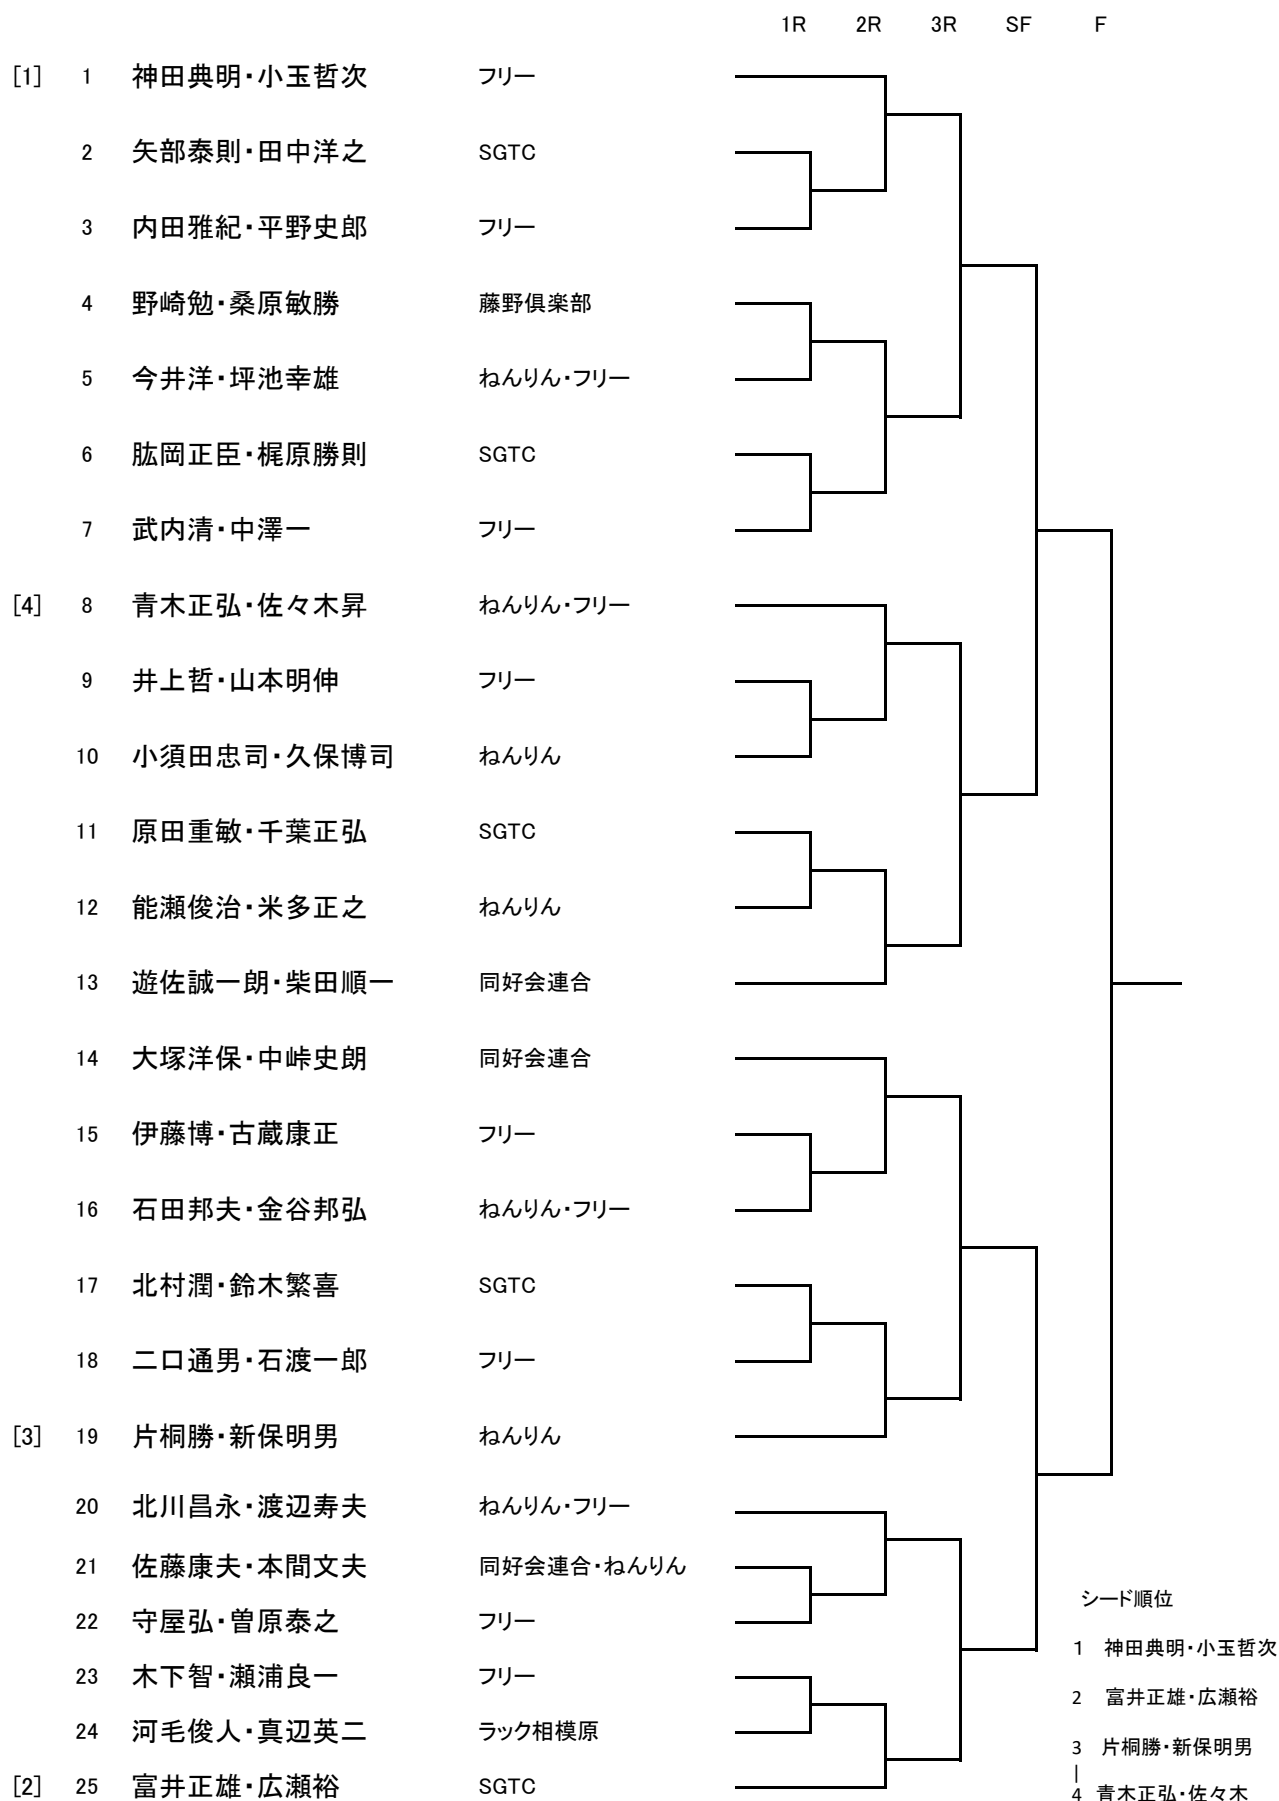 1R 2R 3R SF F
[1] 1 神田典明・小玉哲次 フリー
2 矢部泰則・田中洋之 SGTC
3 内田雅紀・平野史郎 フリー
4 野崎勉・桑原敏勝 藤野倶楽部
5 今井洋・坪池幸雄 ねんりん・フリー
6 肱岡正臣・梶原勝則 SGTC
7 武内清・中澤一 フリー
[4] 8 青木正弘・佐々木昇 ねんりん・フリー
9 井上哲・山本明伸 フリー
10 小須田忠司・久保博司 ねんりん
11 原田重敏・千葉正弘 SGTC
12 能瀬俊治・米多正之 ねんりん
13 遊佐誠一朗・柴田順一 同好会連合
14 大塚洋保・中峠史朗 同好会連合
15 伊藤博・古蔵康正 フリー
16 石田邦夫・金谷邦弘 ねんりん・フリー
17 北村潤・鈴木繁喜 SGTC
18 二口通男・石渡一郎 フリー
[3] 19 片桐勝・新保明男 ねんりん
20 北川昌永・渡辺寿夫 ねんりん・フリー
21 佐藤康夫・本間文夫 同好会連合・ねんりん
22 守屋弘・曽原泰之 フリー
23 木下智・瀬浦良一 フリー
24 河毛俊人・真辺英二 ラック相模原
[2] 25 富井正雄・広瀬裕 SGTC
シード順位
1 神田典明・小玉哲次
2 富井正雄・広瀬裕
3 片桐勝・新保明男
|
4 青木正弘・佐々木